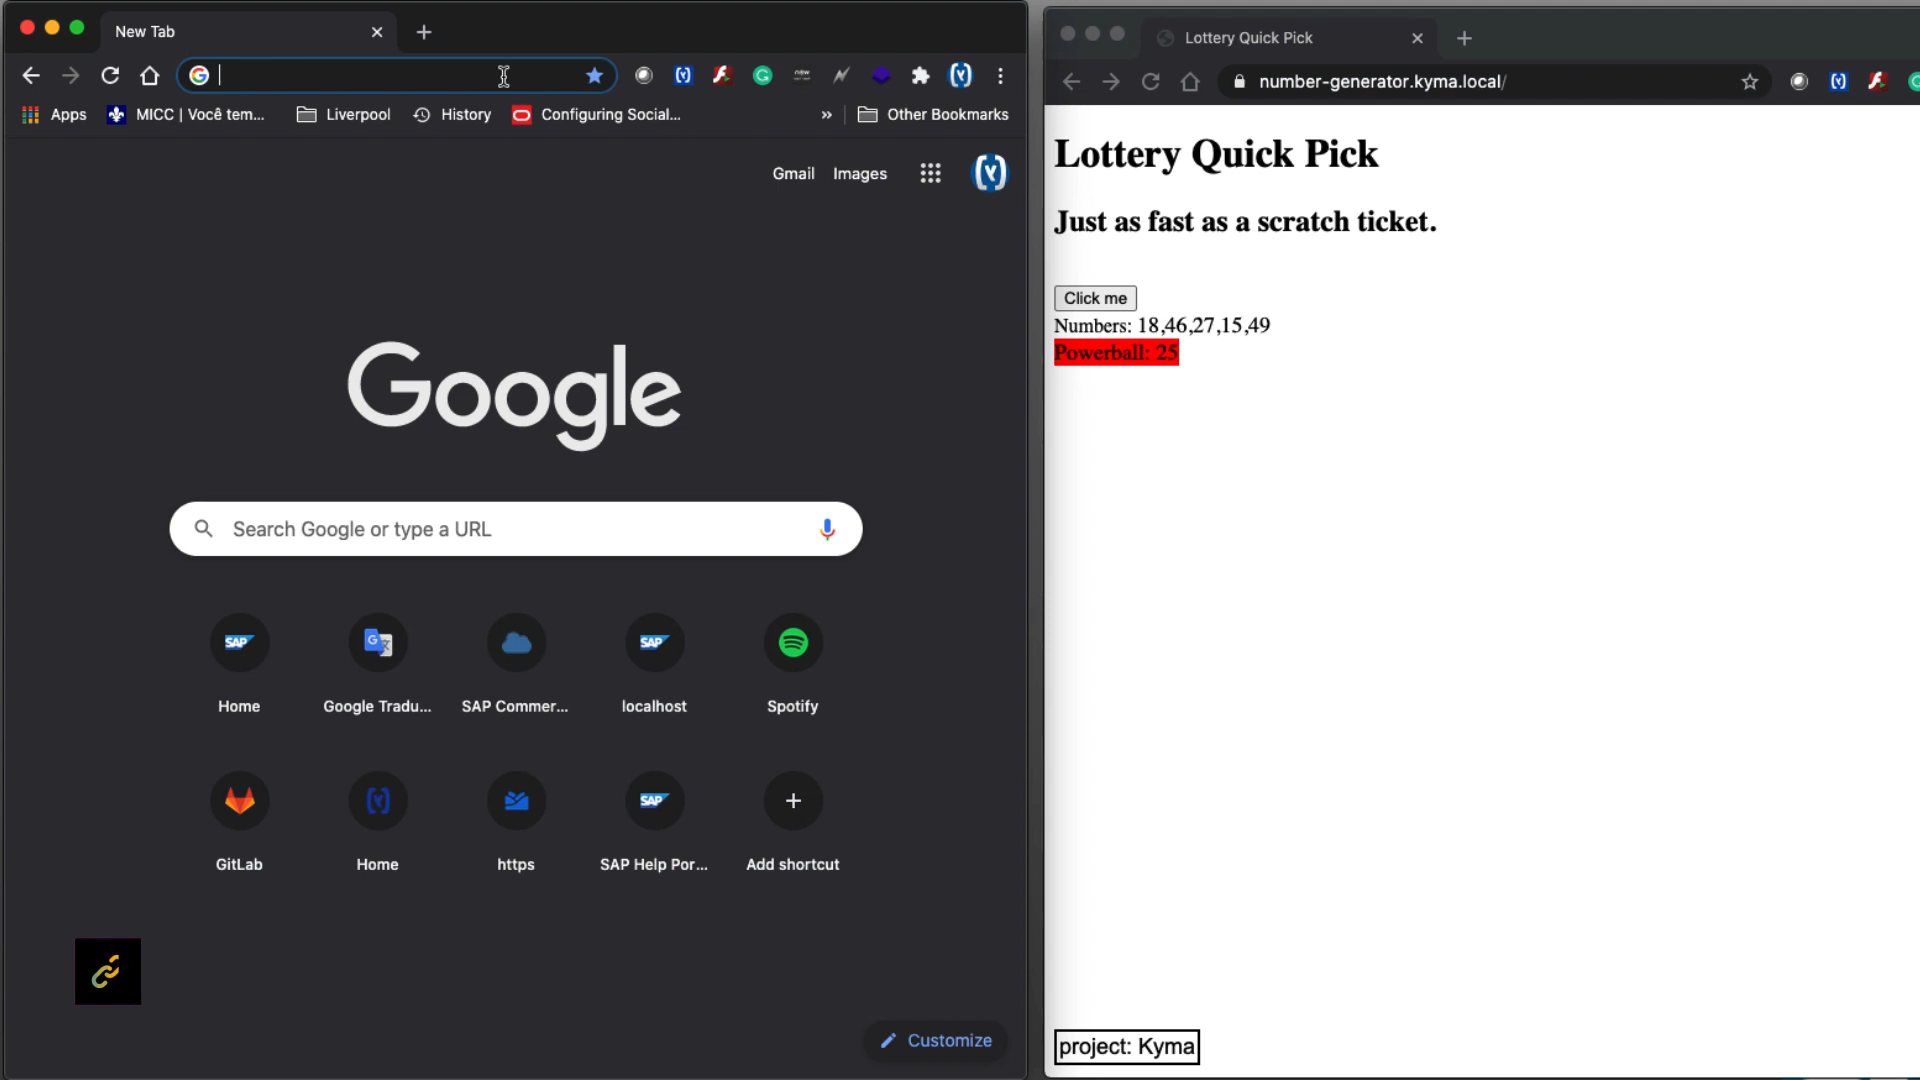 New Tab
Apps
MICC | Você tem...
Liverpool
History
Configuring Social...
»
Other Bookmarks
Gmail
Images
Google
Search Google or type a URL
SAP
SAP
Home
Google Tradu...
SAP Commer...
localhost
Spotify
SAP
GitLab
Home
https
SAP Help Por...
Add shortcut
Customize
Lottery Quick Pick
number-generator.kyma.local/
Lottery Quick Pick
Just as fast as a scratch ticket.
Click me
Numbers: 18,46,27,15,49
Powerball: 25
project: Kyma